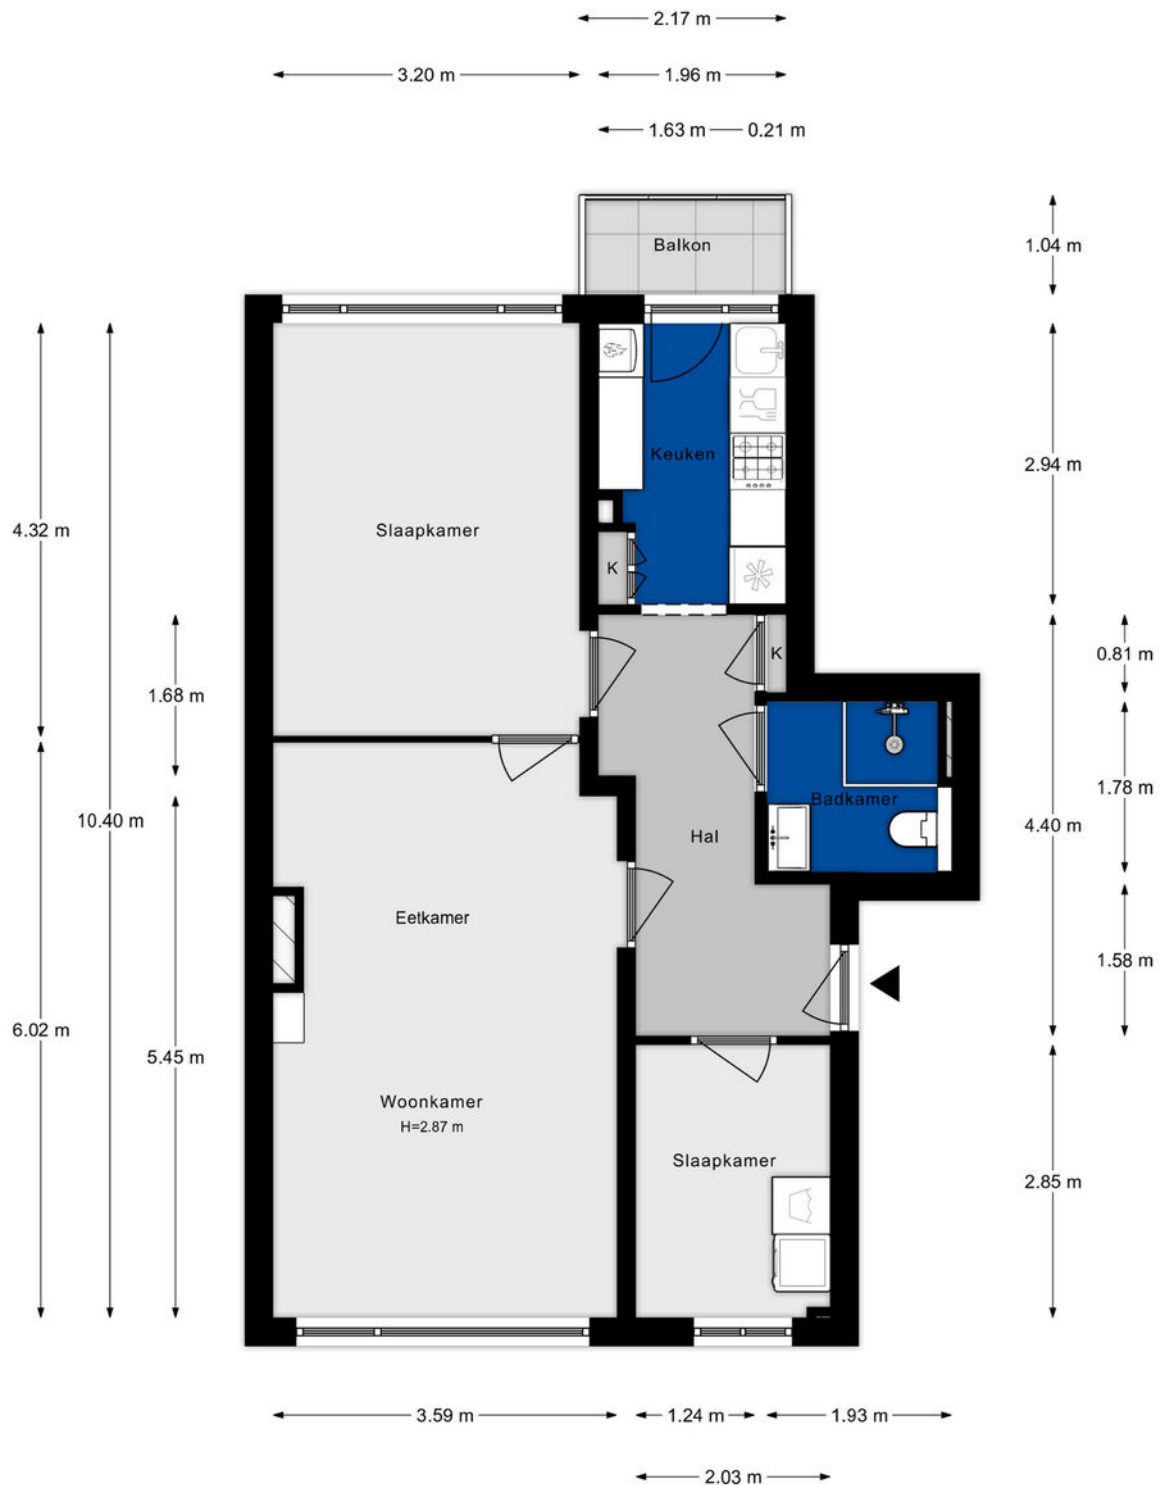 2.17 m
3.20 m
1.96 m
1.63 m
0.21 m
Balkon
1.04 m
Keuken
2.94 m
4.32 m
Slaapkamer
K
K
0.81 m
1.68 m
1.78 m
Badkamer
10.40 m
4.40 m
Hal
Eetkamer
1.58 m
6.02 m
5.45 m
Woonkamer
H=2.87 m
Slaapkamer
2.85 m
3.59 m
1.24 m
1.93 m
2.03 m